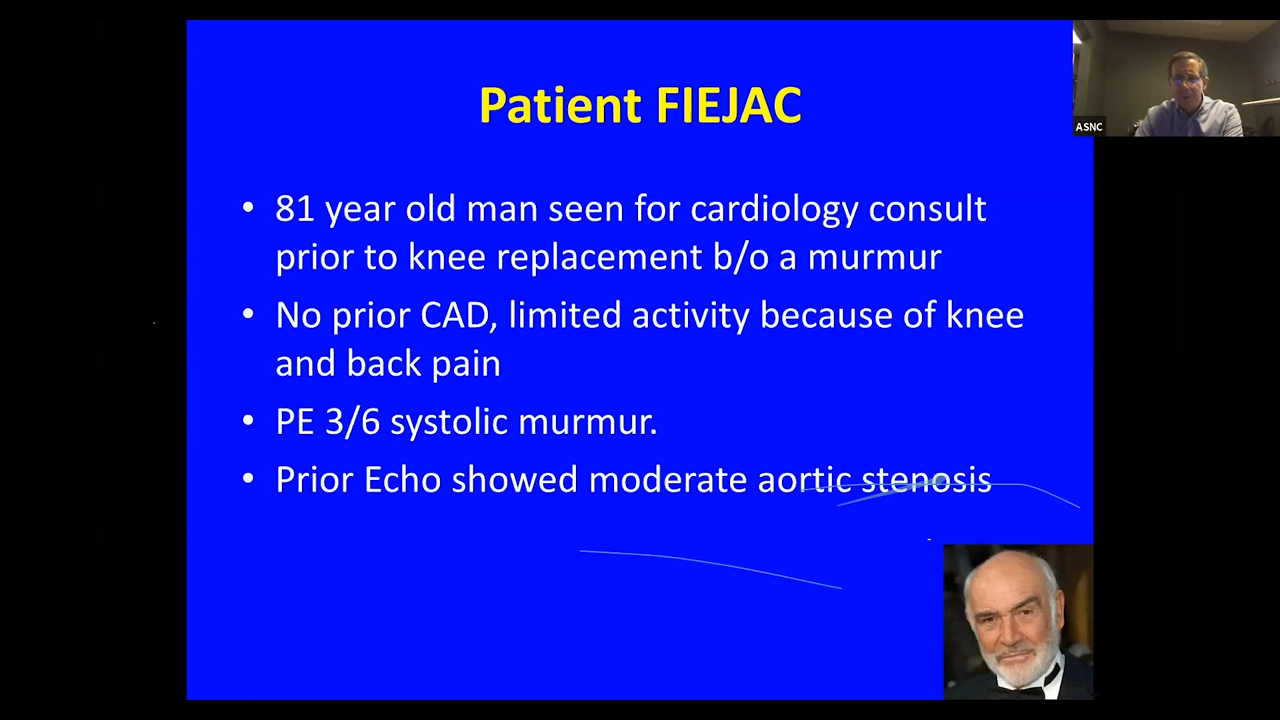 Patient FIEJAC
ASNC
• 81 year old man seen for cardiology consult
prior to knee replacement b/o a murmur
• No prior CAD, limited activity because of knee
and back pain
• PE 3/6 systolic murmur.
• Prior Echo showed moderate aortic stenosis